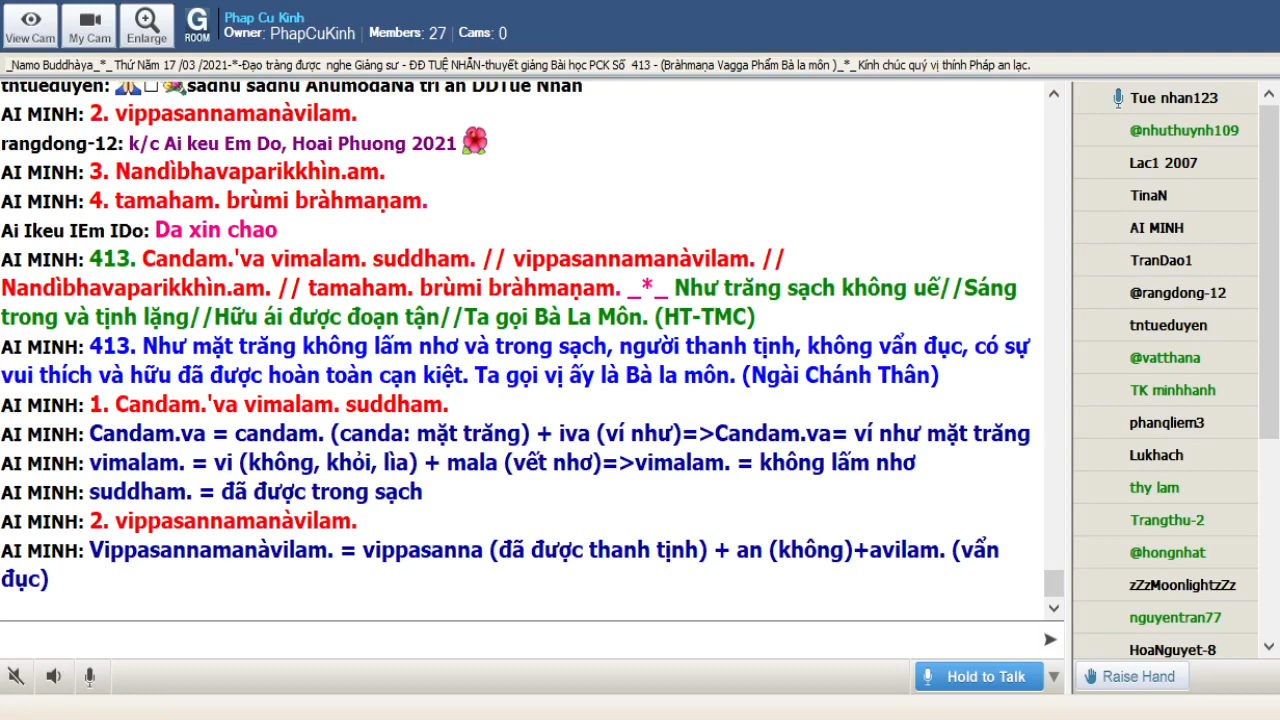 View Cam
My Cam
Enlarge
G
ROOM
Phap Cu Kinh
Owner: PhapCuKinh Members: 27 Cams: 0
_Namo Buddhàya_*_Thứ Năm 17 /03 /2021-*-Đạo tràng được nghe Giảng sư - ĐĐ TUỆ NHẪN-thuyết giảng Bài học PCK Số 413 - (Bràhmaṇa Vagga Phẩm Bà la môn )_*_Kính chúc quý vị thính Pháp an lạc.
tntueduyen: sadhu sadhu AnumodaNa tri an DDTue Nhan
AI MINH: 2. vippasannamanàvilam.
rangdong-12: k/c Ai keu Em Do, Hoai Phuong 2021
AI MINH: 3. Nandìbhavaparikkhìn.am.
AI MINH: 4. tamaham. brùmi bràhmaṇam.
Ai Ikeu IEm IDo: Da xin chao
AI MINH: 413. Candam.'va vimalam. suddham. // vippasannamanàvilam. //
Nandìbhavaparikkhìn.am. // tamaham. brùmi bràhmaṇam. _*_ Như trăng sạch không uế//Sáng
trong và tịnh lặng//Hữu ái được đoạn tận//Ta gọi Bà La Môn. (HT-TMC)
AI MINH: 413. Như mặt trăng không lấm nhơ và trong sạch, người thanh tịnh, không vẩn đục, có sự
vui thích và hữu đã được hoàn toàn cạn kiệt. Ta gọi vị ấy là Bà la môn. (Ngài Chánh Thân)
AI MINH: 1. Candam.'va vimalam. suddham.
AI MINH: Candam.va = candam. (canda: mặt trăng) + iva (ví như)=>Candam.va= ví như mặt trăng
AI MINH: vimalam. = vi (không, khỏi, lìa) + mala (vết nhơ)=>vimalam. = không lấm nhơ
AI MINH: suddham. = đã được trong sạch
AI MINH: 2. vippasannamanàvilam.
AI MINH: Vippasannamanàvilam. = vippasanna (đã được thanh tịnh) + an (không)+avilam. (vẩn
đục)
Hold to Talk
Tue nhan123
@nhuthuynh109
Lac1 2007
TinaN
AI MINH
TranDao1
@rangdong-12
tntueduyen
@vatthana
TK minhhanh
phanqliem3
Lukhach
thy lam
Trangthu-2
@hongnhat
zZzMoonlightzZz
nguyentran77
HoaNguyet-8
Raise Hand